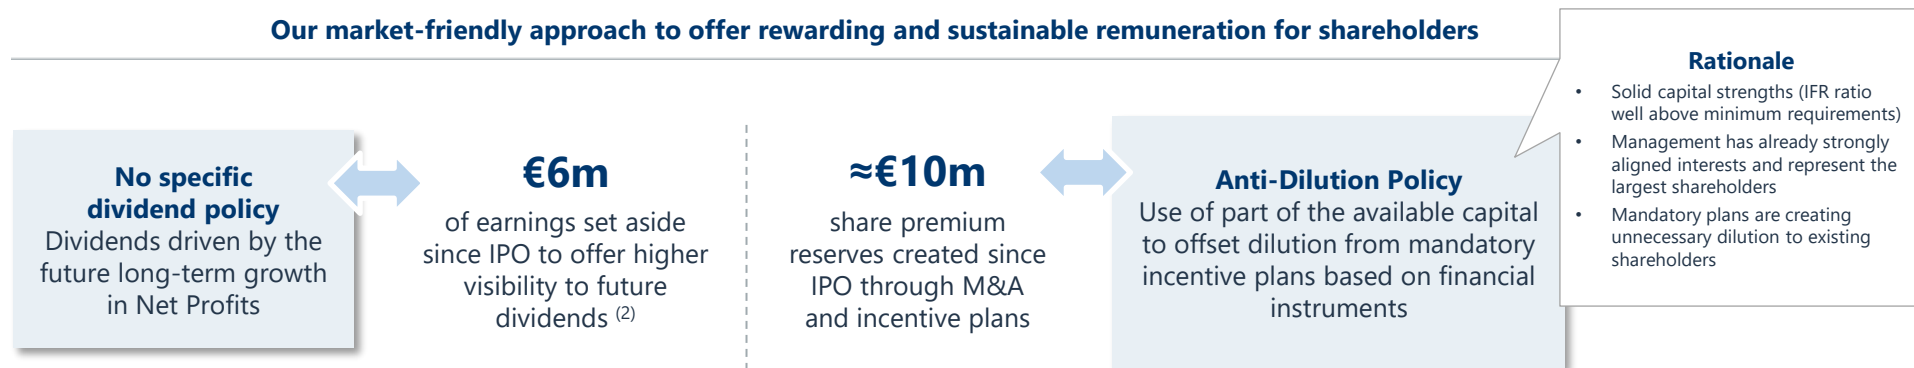 Our market-friendly approach to offer rewarding and sustainable remuneration for shareholders
No specific
dividend policy
Dividends driven by the
future long-term growth
in Net Profits
€6m
of earnings set aside
since IPO to offer higher
visibility to future
dividends (2)
≈€10m
share premium
reserves created since
IPO through M&A
and incentive plans
Anti-Dilution Policy
Use of part of the available capital
to offset dilution from mandatory
incentive plans based on financial
instruments
Rationale
• Solid capital strengths (IFR ratio
well above minimum requirements)
• Management has already strongly
aligned interests and represent the
largest shareholders
• Mandatory plans are creating
unnecessary dilution to existing
shareholders